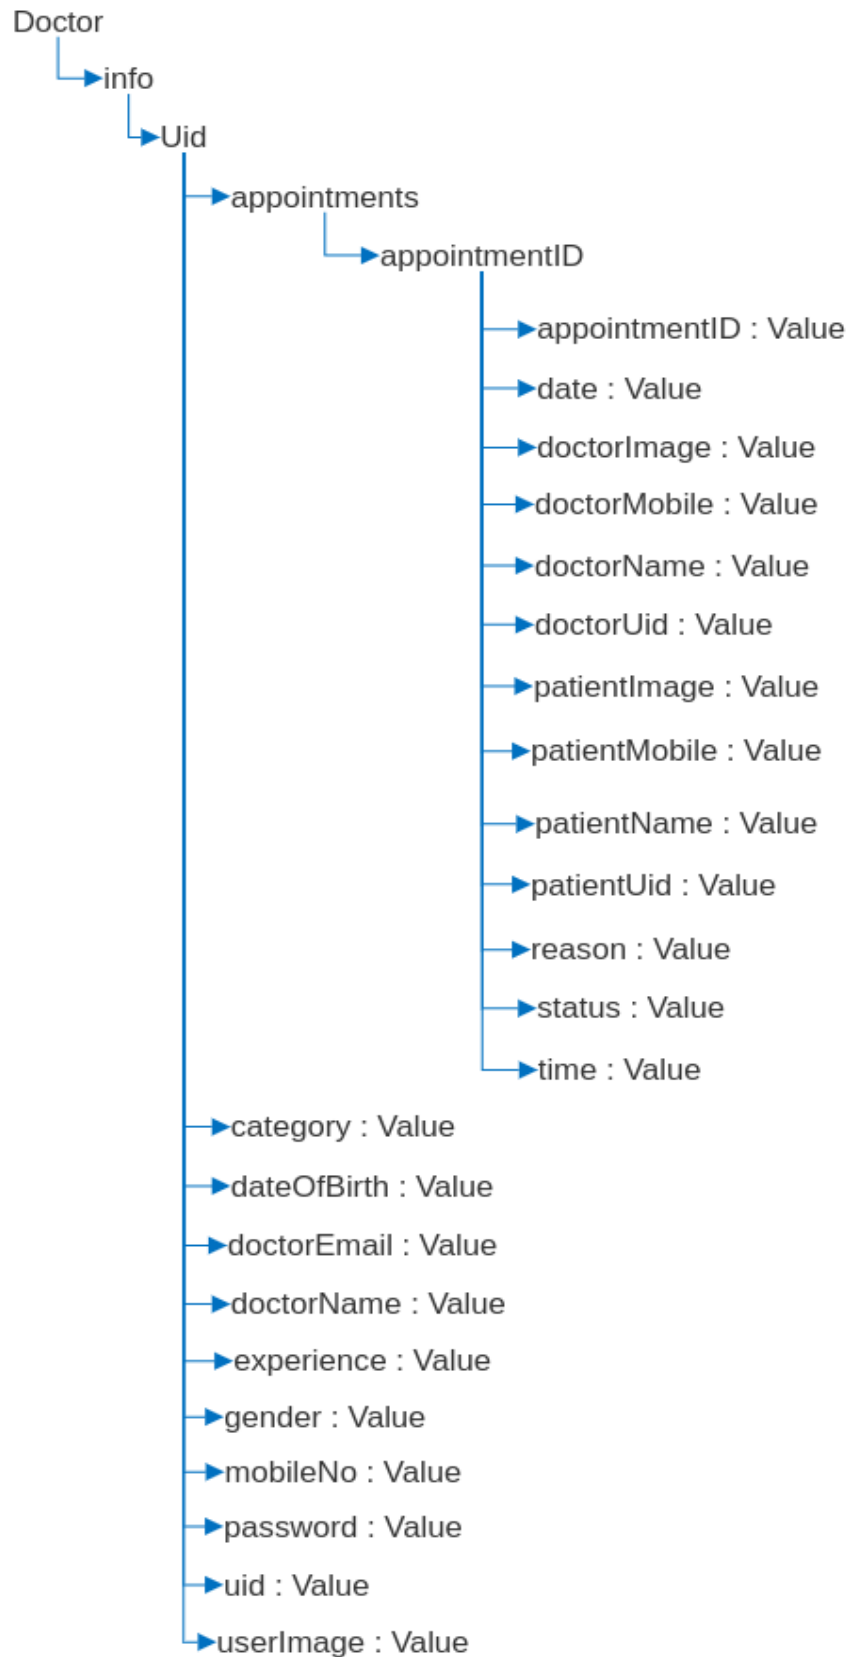 Doctor
info
Uid
appointments
appointmentID
appointmentID : Value
date : Value
doctorImage : Value
doctorMobile : Value
doctorName : Value
doctorUid : Value
patientImage : Value
patientMobile : Value
patientName : Value
patientUid : Value
reason : Value
status : Value
time : Value
category : Value
dateOfBirth : Value
doctorEmail : Value
doctorName : Value
experience : Value
gender : Value
mobileNo : Value
password : Value
uid : Value
userImage : Value